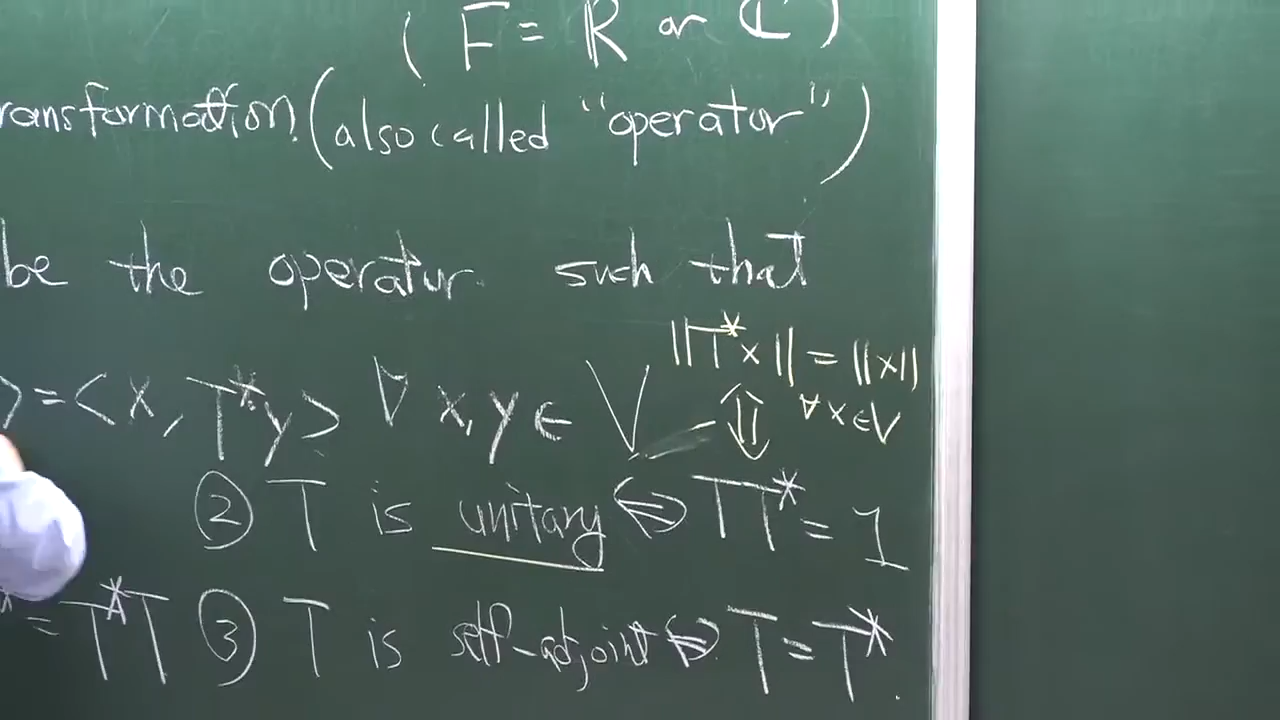 ( F = ℝ or ℂ )
ransformation (also called "operator")
be the operator such that
||T*x|| = ||x||
⟩ = ⟨x, T*y⟩ ∀ x, y ∈ V ⇕ ∀ x ∈ V
② T is unitary ⇔ TT* = 1
* = T*T ③ T is self-adjoint ⇔ T = T*.